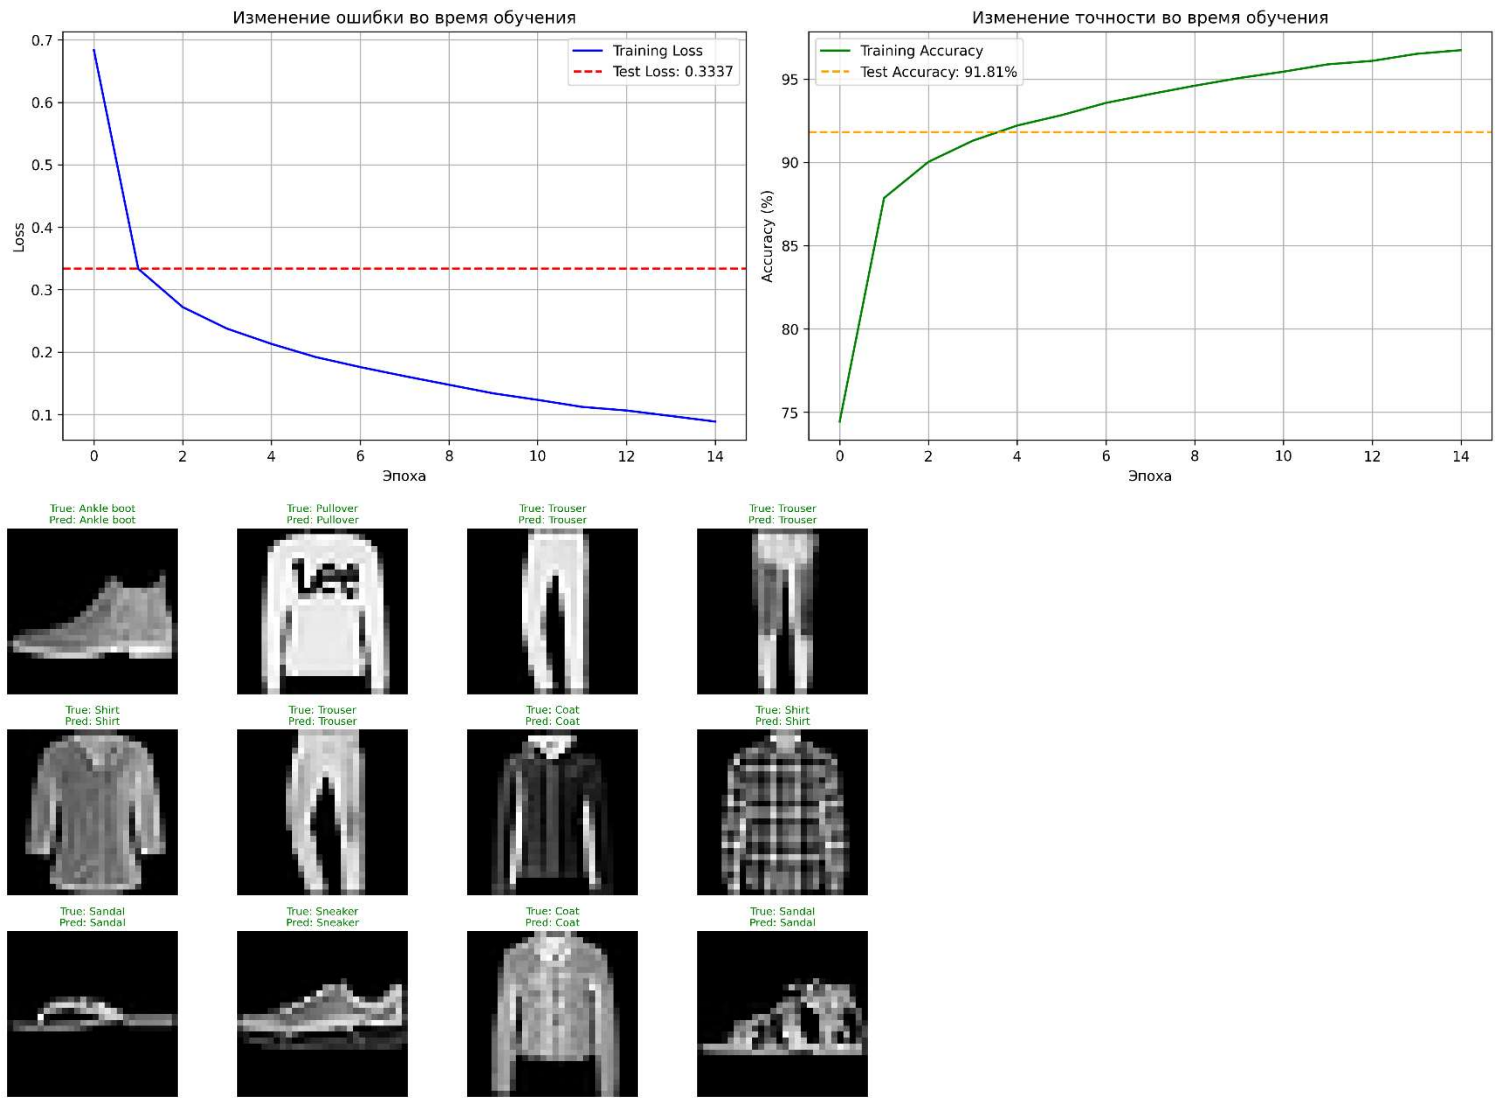 Изменение ошибки во время обучения
Training Loss
Test Loss: 0.3337
0.7
0.6
0.5
0.4
0.3
0.2
0.1
Loss
0 2 4 6 8 10 12 14
Эпоха
Изменение точности во время обучения
Training Accuracy
Test Accuracy: 91.81%
95
90
85
80
75
Accuracy (%)
0 2 4 6 8 10 12 14
Эпоха
True: Ankle boot
Pred: Ankle boot
True: Pullover
Pred: Pullover
Lee
True: Trouser
Pred: Trouser
True: Trouser
Pred: Trouser
True: Shirt
Pred: Shirt
True: Trouser
Pred: Trouser
True: Coat
Pred: Coat
True: Shirt
Pred: Shirt
True: Sandal
Pred: Sandal
True: Sneaker
Pred: Sneaker
True: Coat
Pred: Coat
True: Sandal
Pred: Sandal